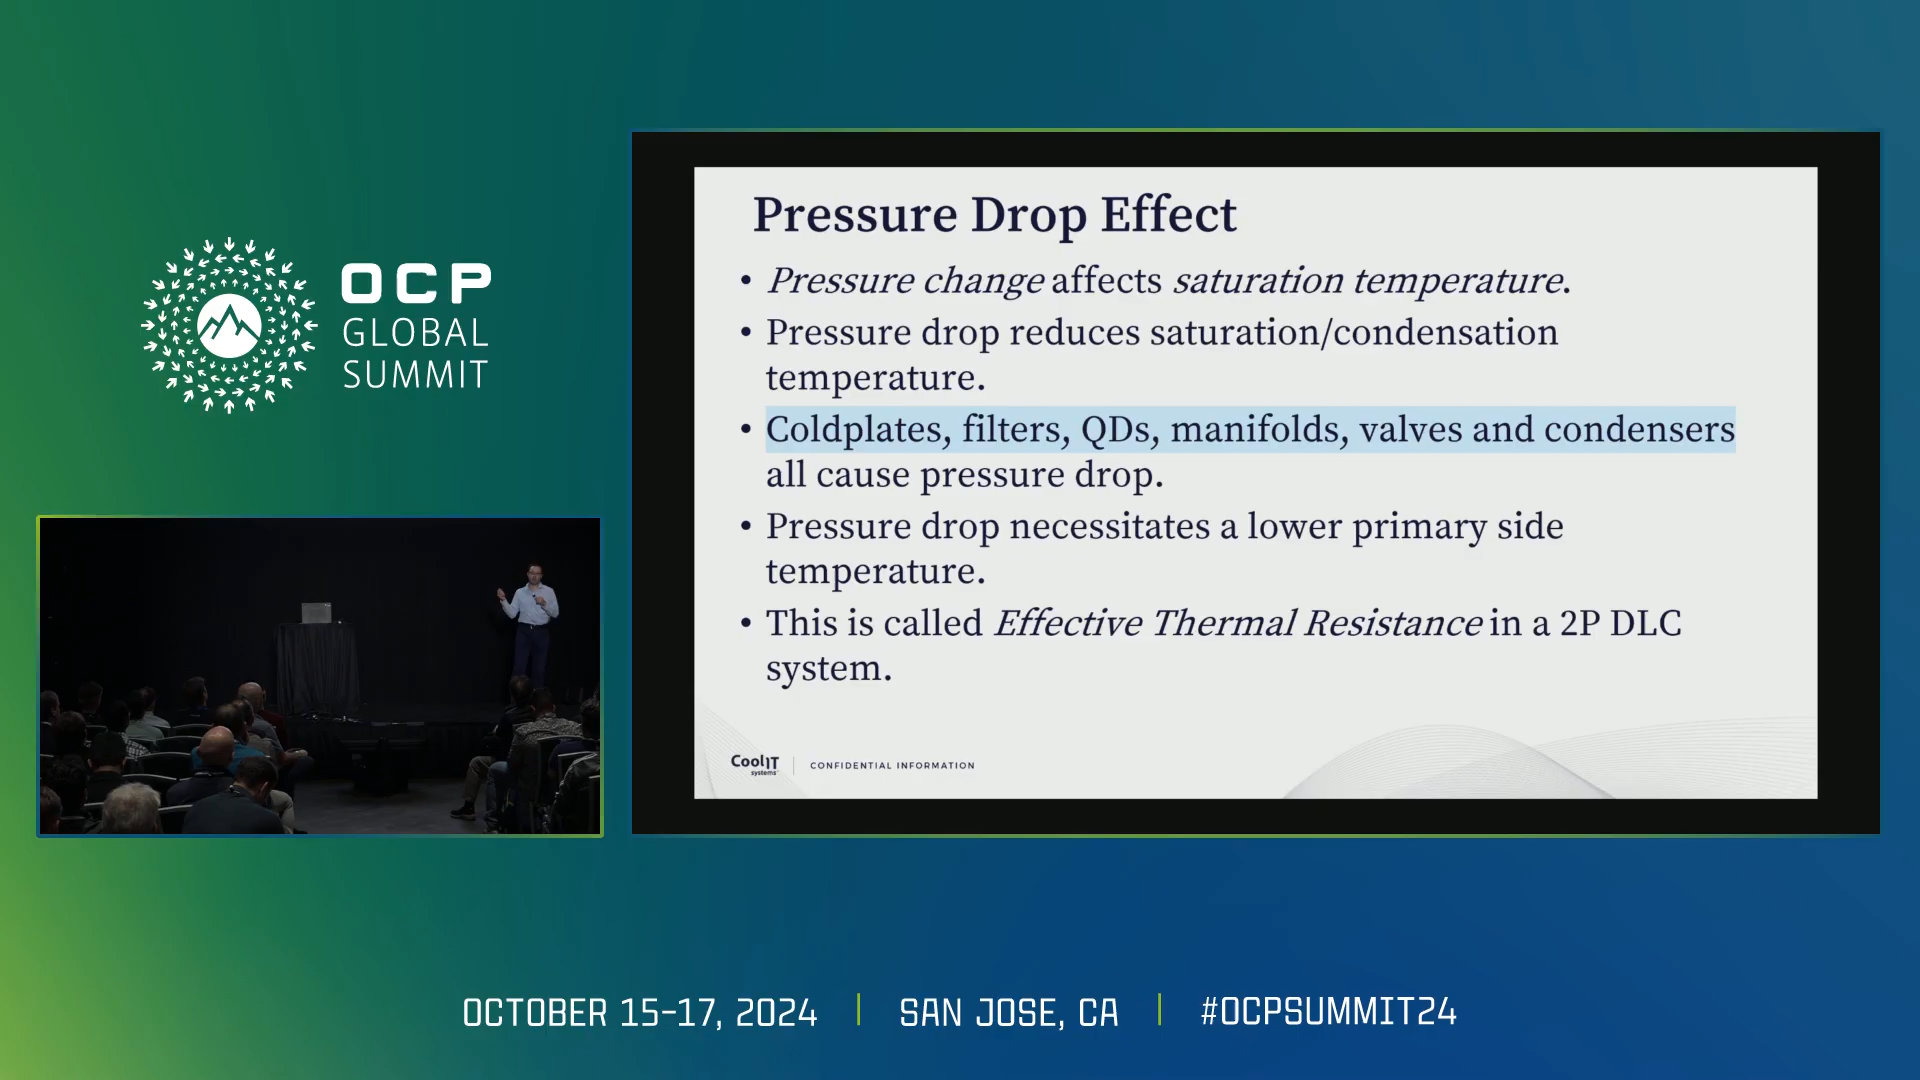 OCP
GLOBAL
SUMMIT
Pressure Drop Effect
• Pressure change affects saturation temperature.
• Pressure drop reduces saturation/condensation
temperature.
• Coldplates, filters, QDs, manifolds, valves and condensers
all cause pressure drop.
• Pressure drop necessitates a lower primary side
temperature.
• This is called Effective Thermal Resistance in a 2P DLC
system.
CoolIT
systems
CONFIDENTIAL INFORMATION
OCTOBER 15-17, 2024 | SAN JOSE, CA | #OCPSUMMIT24